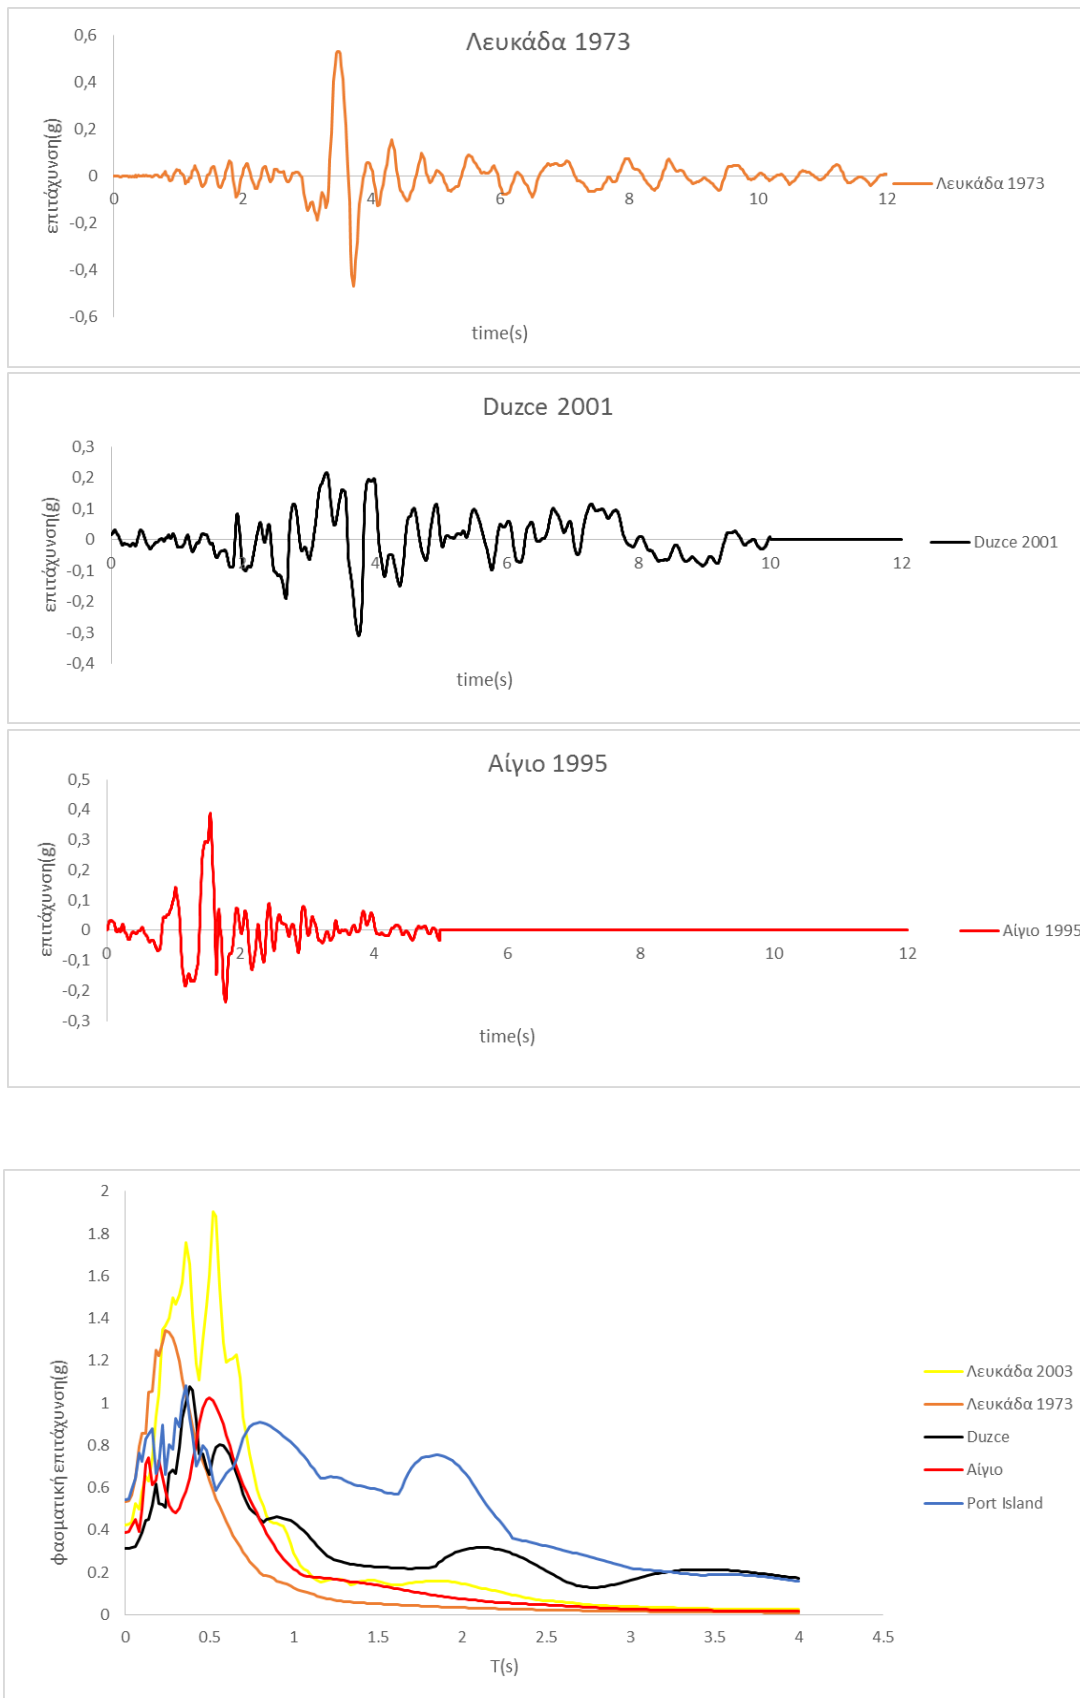 Λευκάδα 1973
0,6
0,4
0,2
0
-0,2
-0,4
-0,6
επιτάχυνση(g)
0 2 4 6 8 10 12
time(s)
Λευκάδα 1973
Duzce 2001
0,3
0,2
0,1
0
-0,1
-0,2
-0,3
-0,4
επιτάχυνση(g)
0 2 4 6 8 10 12
time(s)
Duzce 2001
Αίγιο 1995
0,5
0,4
0,3
0,2
0,1
0
-0,1
-0,2
-0,3
επιτάχυνση(g)
0 2 4 6 8 10 12
time(s)
Αίγιο 1995
2
1.8
1.6
1.4
1.2
1
0.8
0.6
0.4
0.2
0
φασματική επιτάχυνση(g)
0 0.5 1 1.5 2 2.5 3 3.5 4 4.5
T(s)
Λευκάδα 2003
Λευκάδα 1973
Duzce
Αίγιο
Port Island